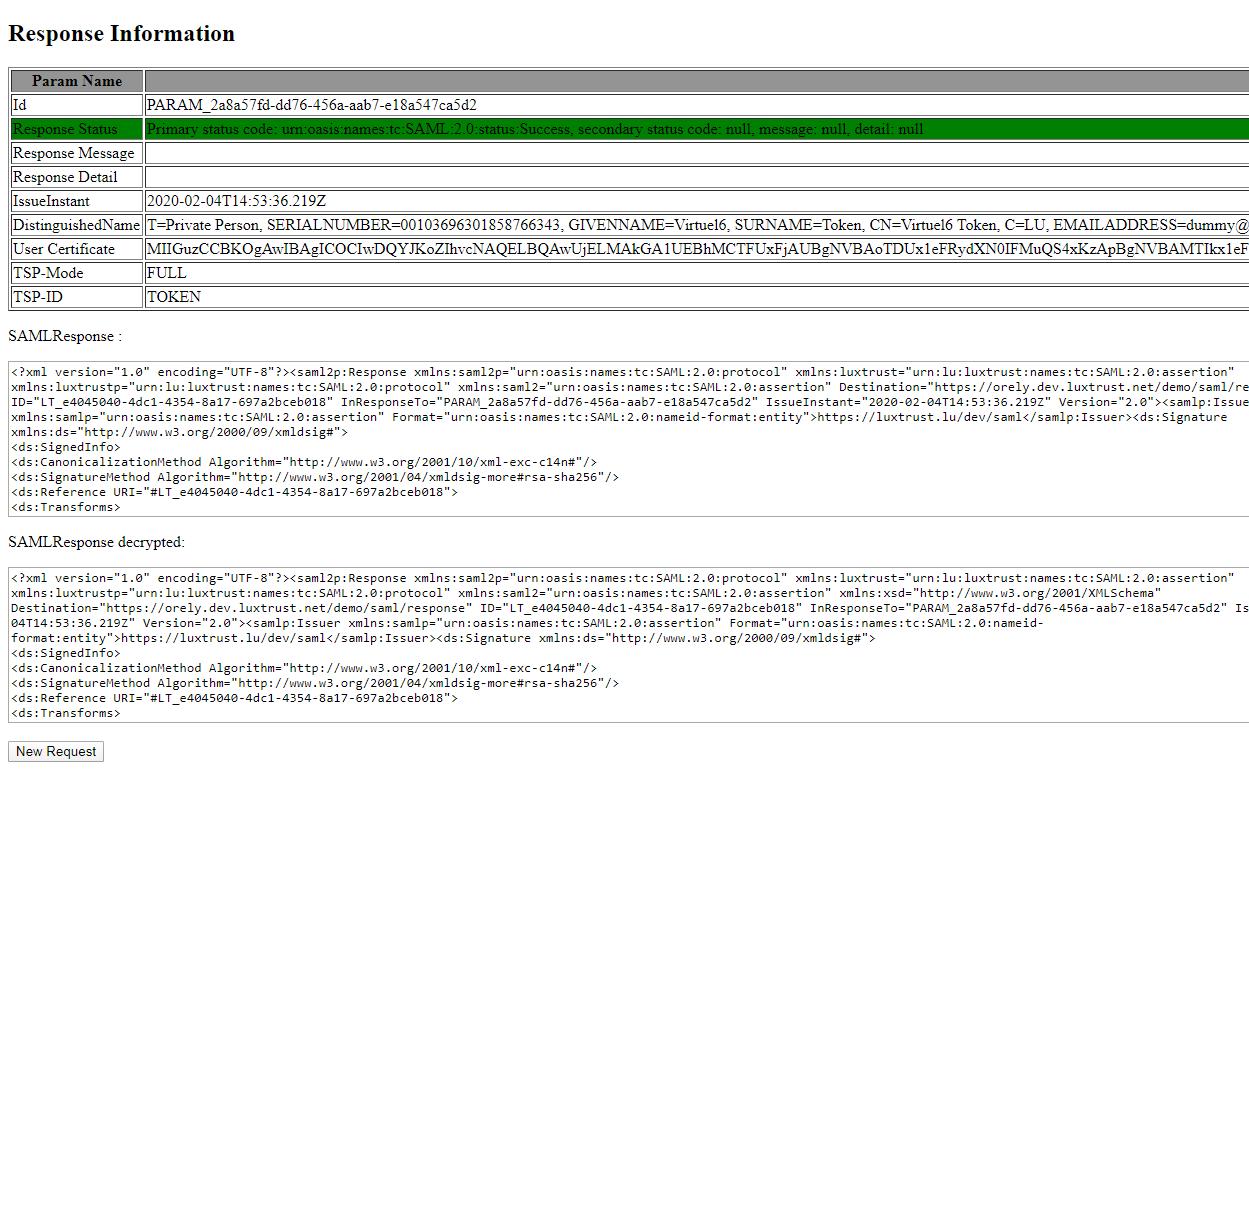 Response Information
Param Name
Id PARAM_2a8a57fd-dd76-456a-aab7-e18a547ca5d2
Response Status Primary status code: urn:oasis:names:tc:SAML:2.0:status:Success, secondary status code: null, message: null, detail: null
Response Message
Response Detail
IssueInstant 2020-02-04T14:53:36.219Z
DistinguishedName T=Private Person, SERIALNUMBER=00103696301858766343, GIVENNAME=Virtuel6, SURNAME=Token, CN=Virtuel6 Token, C=LU, EMAILADDRESS=dummy@
User Certificate MIIGuzCCBKOgAwIBAgICOCIwDQYJKoZIhvcNAQELBQAwUjELMAkGA1UEBhMCTFUxFjAUBgNVBAoTDUx1eFRydXN0IFMuQS4xKzApBgNVBAMTIkx1eF
TSP-Mode FULL
TSP-ID TOKEN
SAMLResponse :
<?xml version="1.0" encoding="UTF-8"?><saml2p:Response xmlns:saml2p="urn:oasis:names:tc:SAML:2.0:protocol" xmlns:luxtrust="urn:lu:luxtrust:names:tc:SAML:2.0:assertion"
xmlns:luxtrustp="urn:lu:luxtrust:names:tc:SAML:2.0:protocol" xmlns:saml2="urn:oasis:names:tc:SAML:2.0:assertion" Destination="https://orely.dev.luxtrust.net/demo/saml/re
ID="LT_e4045040-4dc1-4354-8a17-697a2bceb018" InResponseTo="PARAM_2a8a57fd-dd76-456a-aab7-e18a547ca5d2" IssueInstant="2020-02-04T14:53:36.219Z" Version="2.0"><samlp:Issue
xmlns:samlp="urn:oasis:names:tc:SAML:2.0:assertion" Format="urn:oasis:names:tc:SAML:2.0:nameid-format:entity">https://luxtrust.lu/dev/saml</samlp:Issuer><ds:Signature
xmlns:ds="http://www.w3.org/2000/09/xmldsig#">
<ds:SignedInfo>
<ds:CanonicalizationMethod Algorithm="http://www.w3.org/2001/10/xml-exc-c14n#"/>
<ds:SignatureMethod Algorithm="http://www.w3.org/2001/04/xmldsig-more#rsa-sha256"/>
<ds:Reference URI="#LT_e4045040-4dc1-4354-8a17-697a2bceb018">
<ds:Transforms>
SAMLResponse decrypted:
<?xml version="1.0" encoding="UTF-8"?><saml2p:Response xmlns:saml2p="urn:oasis:names:tc:SAML:2.0:protocol" xmlns:luxtrust="urn:lu:luxtrust:names:tc:SAML:2.0:assertion"
xmlns:luxtrustp="urn:lu:luxtrust:names:tc:SAML:2.0:protocol" xmlns:saml2="urn:oasis:names:tc:SAML:2.0:assertion" xmlns:xsd="http://www.w3.org/2001/XMLSchema"
Destination="https://orely.dev.luxtrust.net/demo/saml/response" ID="LT_e4045040-4dc1-4354-8a17-697a2bceb018" InResponseTo="PARAM_2a8a57fd-dd76-456a-aab7-e18a547ca5d2" Is
04T14:53:36.219Z" Version="2.0"><samlp:Issuer xmlns:samlp="urn:oasis:names:tc:SAML:2.0:assertion" Format="urn:oasis:names:tc:SAML:2.0:nameid-
format:entity">https://luxtrust.lu/dev/saml</samlp:Issuer><ds:Signature xmlns:ds="http://www.w3.org/2000/09/xmldsig#">
<ds:SignedInfo>
<ds:CanonicalizationMethod Algorithm="http://www.w3.org/2001/10/xml-exc-c14n#"/>
<ds:SignatureMethod Algorithm="http://www.w3.org/2001/04/xmldsig-more#rsa-sha256"/>
<ds:Reference URI="#LT_e4045040-4dc1-4354-8a17-697a2bceb018">
<ds:Transforms>
New Request